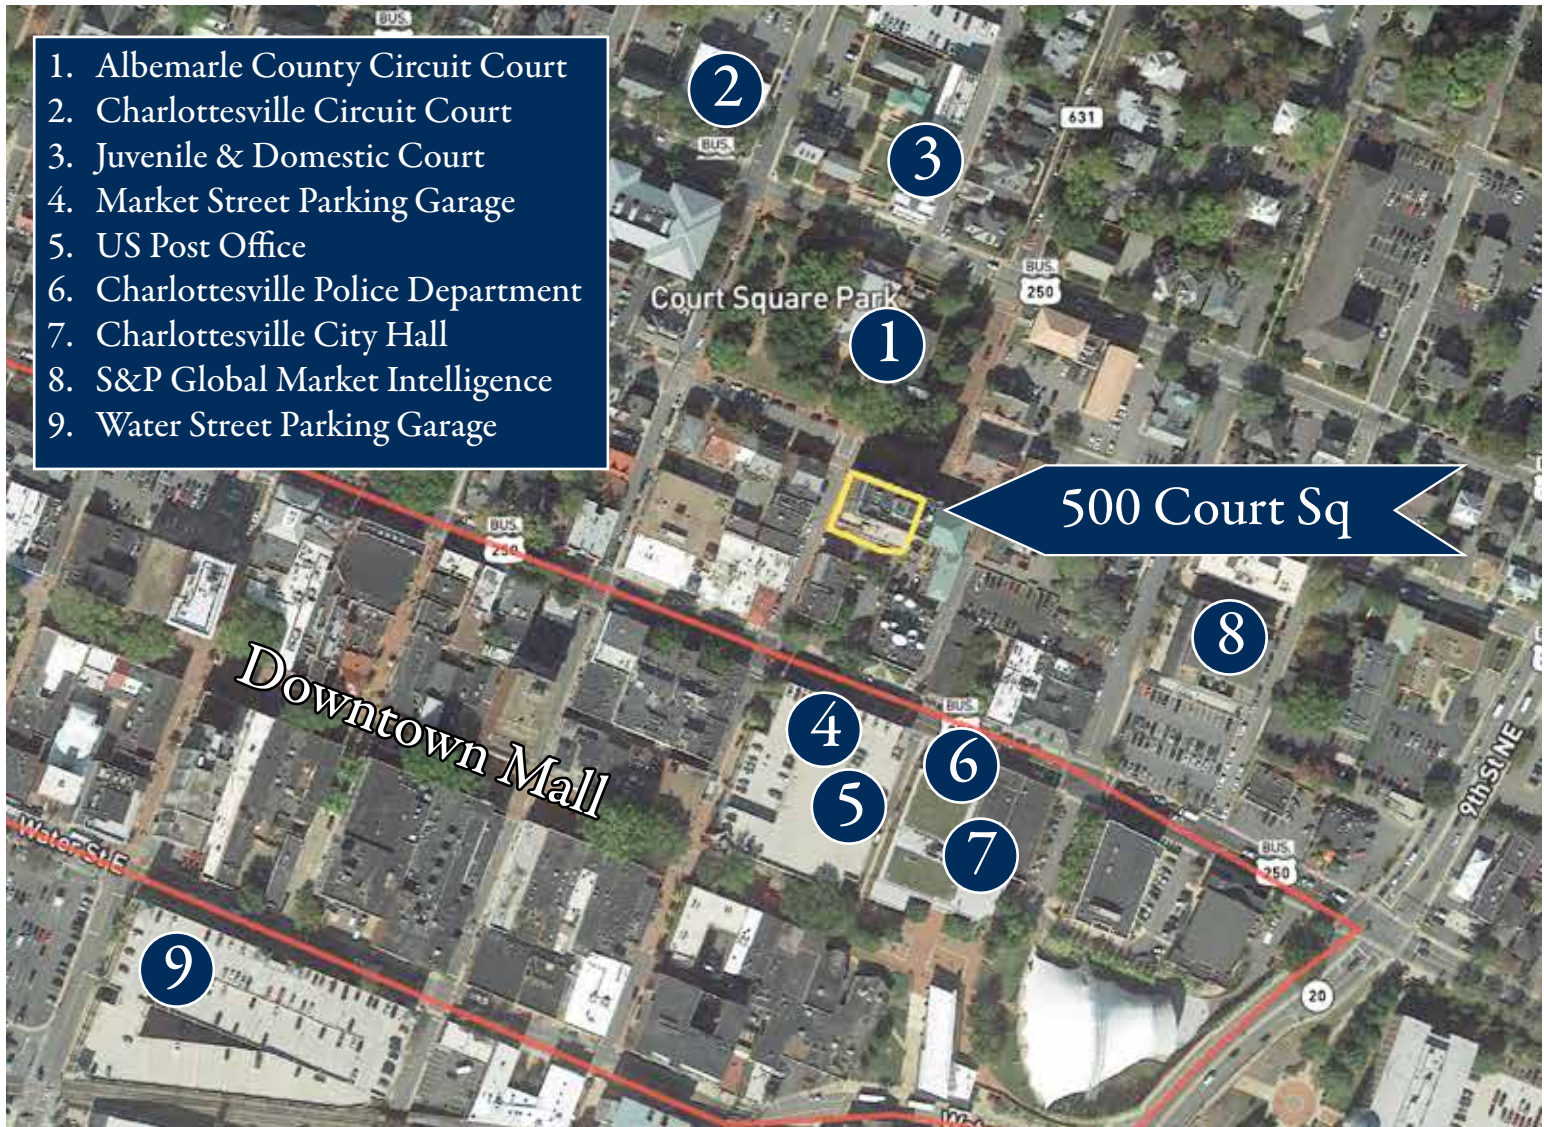 BUS.
1. Albemarle County Circuit Court
2. Charlottesville Circuit Court
3. Juvenile & Domestic Court
4. Market Street Parking Garage
5. US Post Office
6. Charlottesville Police Department
7. Charlottesville City Hall
8. S&P Global Market Intelligence
9. Water Street Parking Garage
2
631
BUS.
3
BUS.
250
Court Square Park
1
500 Court Sq
BUS.
250
8
Downtown Mall
4
BUS.
6
5
9th St NE
7
Water St E
BUS.
250
9
20